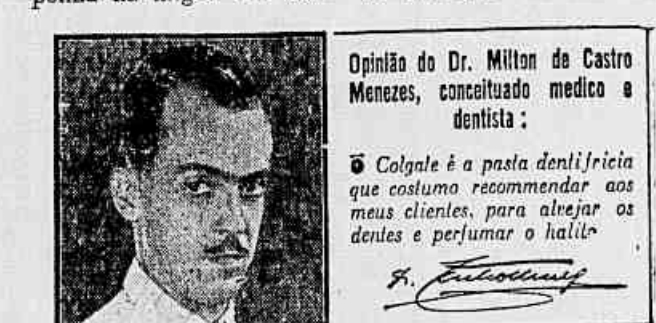 Opinião do Dr. Milton de Castro
Menezes, conceituado medico e
dentista :
O Colgate é a pasta dentifricia
que costumo recommendar aos
meus clientes, para alvejar os
dentes e perfumar o halito